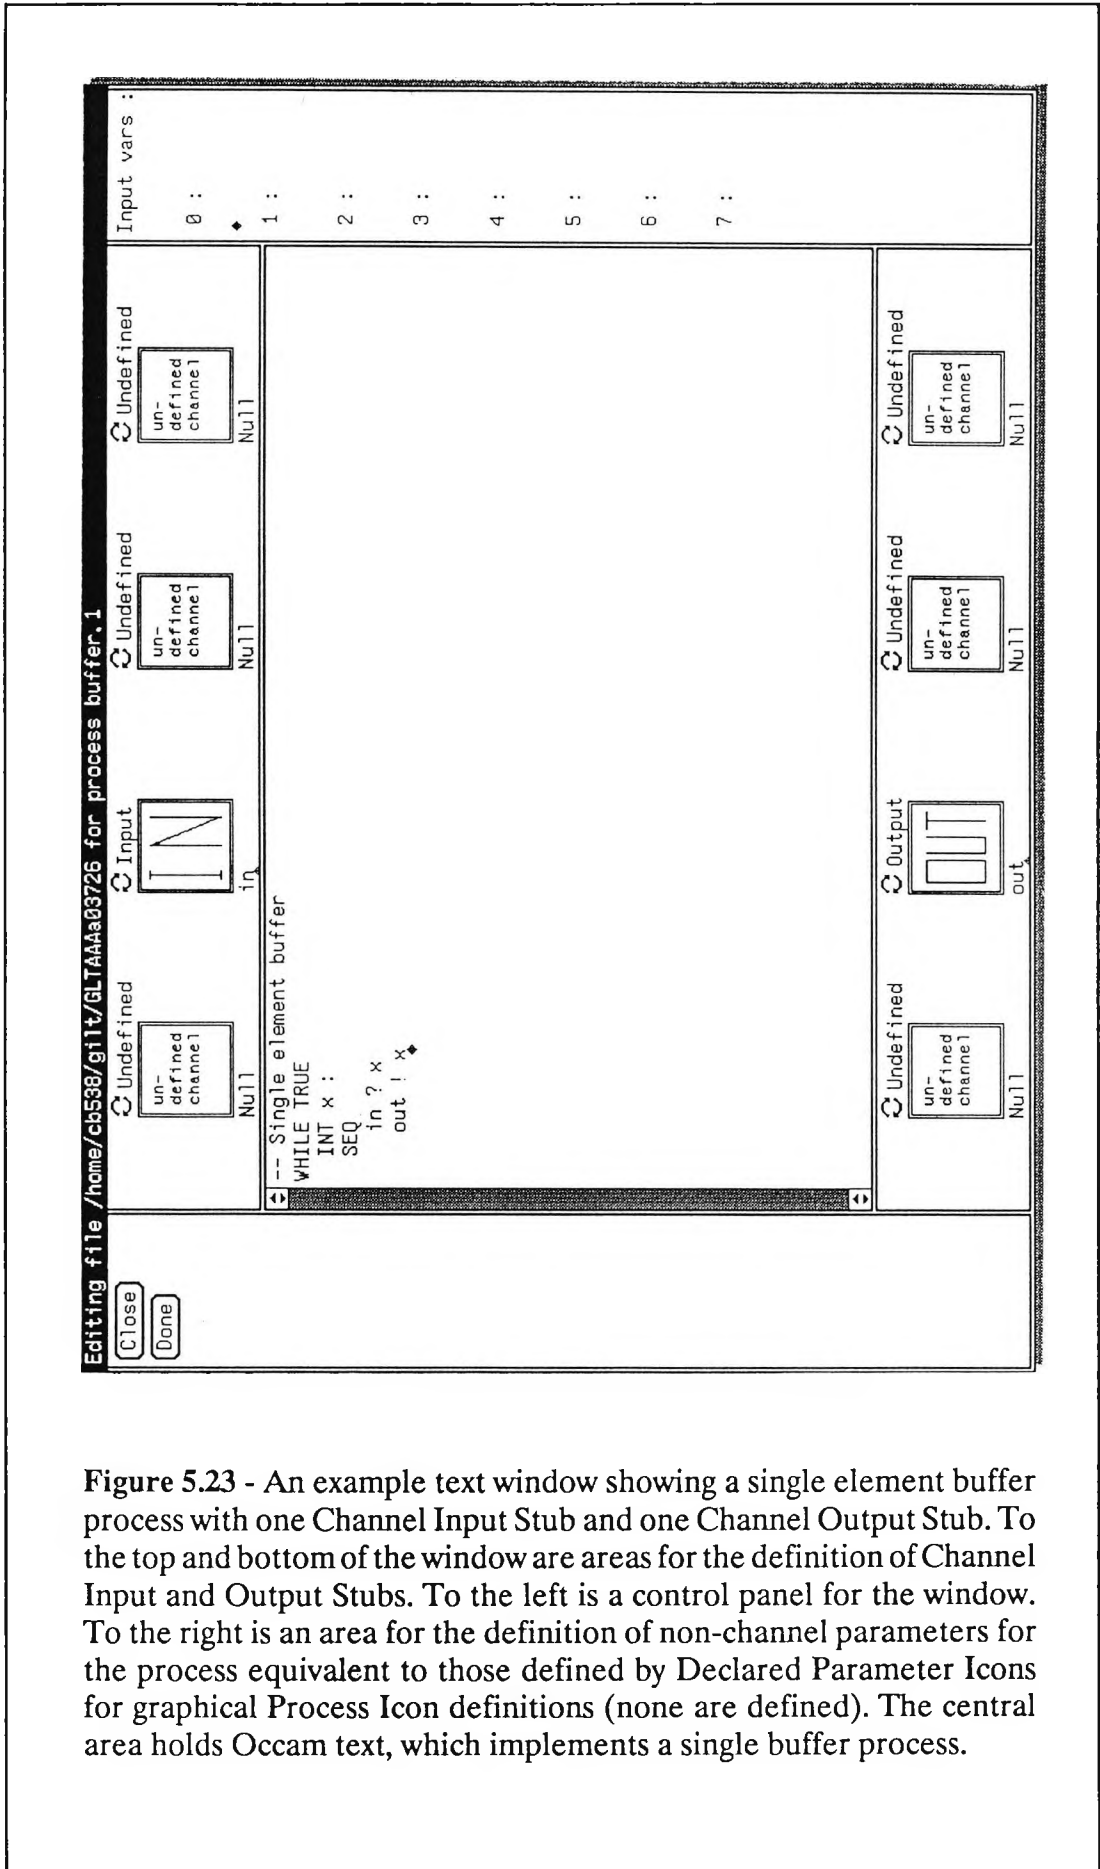 Editing file /home/cb538/gilt/GLTAAAa03726 for process buffer.1
Close
Done
Undefined
un-
defined
channel
Null
Input
IN
in
Undefined
un-
defined
channel
Null
Undefined
un-
defined
channel
Null
Input vars :
0 :
1 :
2 :
3 :
4 :
5 :
6 :
7 :
-- Single element buffer
WHILE TRUE
INT x :
SEQ
in ? x
out ! x
Undefined
un-
defined
channel
Null
Output
OUT
out
Undefined
un-
defined
channel
Null
Undefined
un-
defined
channel
Null
Figure 5.23 - An example text window showing a single element buffer
process with one Channel Input Stub and one Channel Output Stub. To
the top and bottom of the window are areas for the definition of Channel
Input and Output Stubs. To the left is a control panel for the window.
To the right is an area for the definition of non-channel parameters for
the process equivalent to those defined by Declared Parameter Icons
for graphical Process Icon definitions (none are defined). The central
area holds Occam text, which implements a single buffer process.